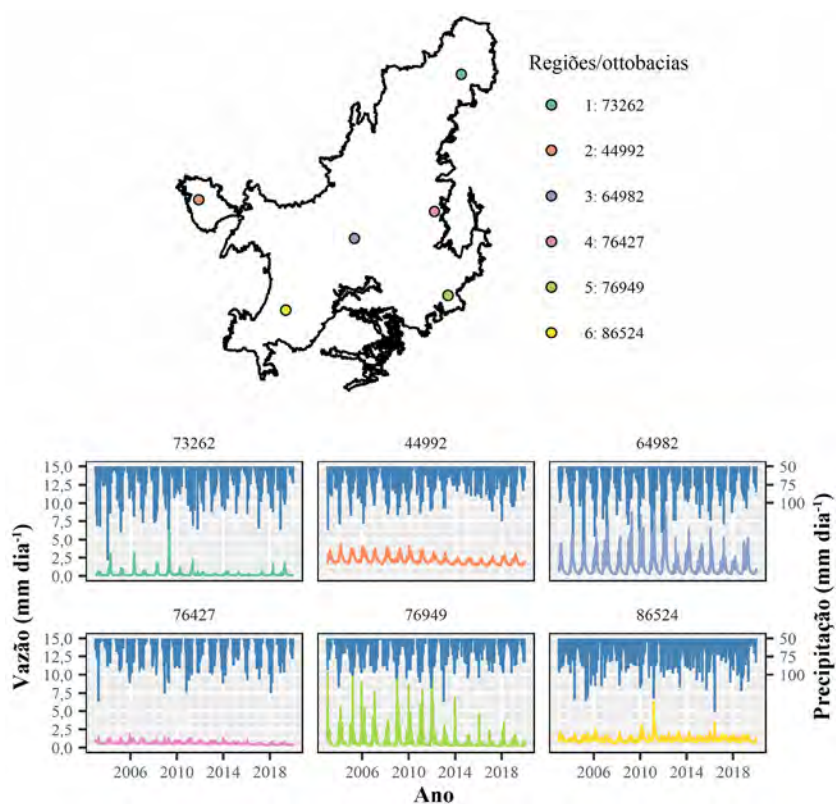 Regiões/ottobacias
1: 73262
2: 44992
3: 64982
4: 76427
5: 76949
6: 86524
73262 44992 64982
15,0 50
12,5 75
10,0 100
7,5
5,0
2,5
0,0
Vazão (mm dia⁻¹)
Precipitação (mm dia⁻¹)
76427 76949 86524
15,0 50
12,5 75
10,0 100
7,5
5,0
2,5
0,0
2006 2010 2014 2018 2006 2010 2014 2018 2006 2010 2014 2018
Ano